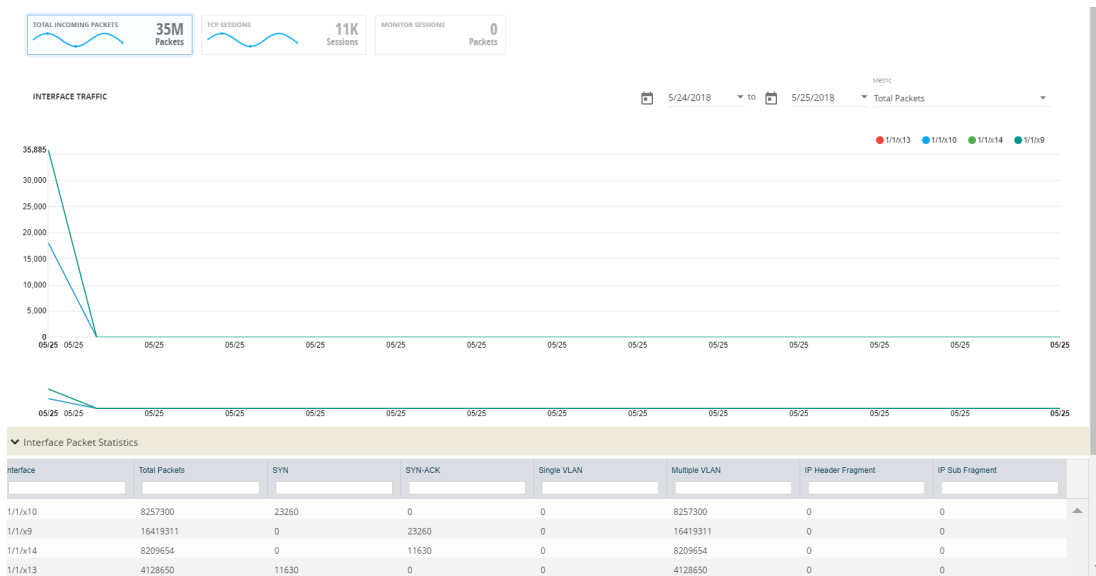 TOTAL INCOMING PACKETS 35M Packets
TCP SESSIONS 11K Sessions
MONITOR SESSIONS 0 Packets
Metric
INTERFACE TRAFFIC 5/24/2018 to 5/25/2018 Total Packets
1/1/x13 1/1/x10 1/1/x14 1/1/x9
35,885
30,000
25,000
20,000
15,000
10,000
5,000
0
05/25 05/25 05/25 05/25 05/25 05/25 05/25 05/25 05/25 05/25 05/25 05/25 05/25 05/25
05/25 05/25 05/25 05/25 05/25 05/25 05/25 05/25 05/25 05/25 05/25 05/25 05/25 05/25
Interface Packet Statistics
nterface Total Packets SYN SYN-ACK Single VLAN Multiple VLAN IP Header Fragment IP Sub Fragment
1/1/x10 8257300 23260 0 0 8257300 0 0
1/1/x9 16419311 0 23260 0 16419311 0 0
1/1/x14 8209654 0 11630 0 8209654 0 0
1/1/x13 4128650 11630 0 0 4128650 0 0